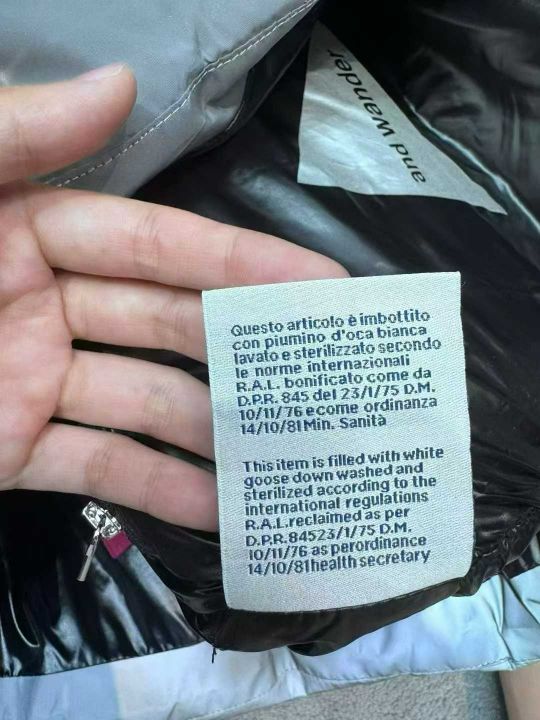 and wander
Questo articolo è imbottito
con piumino d'oca bianca
lavato e sterilizzato secondo
le norme internazionali
R.A.L. bonificato come da
D.P.R. 845 del 23/1/75 D.M.
10/11/76 e come ordinanza
14/10/81 Min. Sanità
This item is filled with white
goose down washed and
sterilized according to the
international regulations
R.A.L.reclaimed as per
D.P.R.84523/1/75 D.M.
10/11/76 as perordinance
14/10/81health secretary